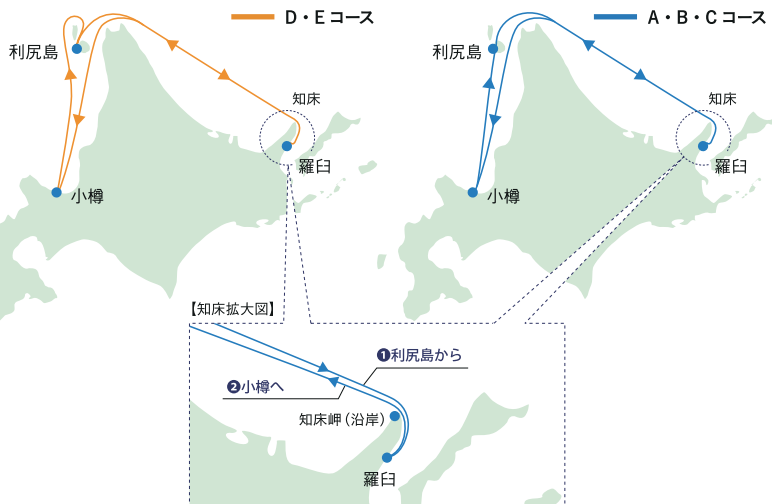 D・Eコース
利尻島
知床
羅臼
小樽
A・B・Cコース
利尻島
知床
羅臼
小樽
【知床拡大図】
❶利尻島から
❷小樽へ
知床岬（沿岸）
羅臼